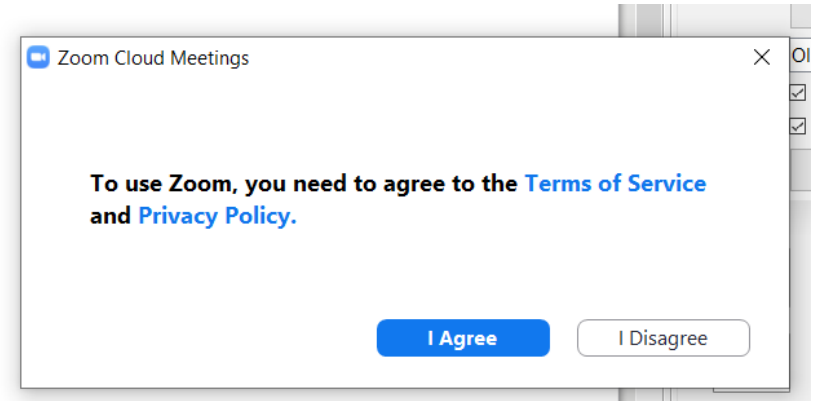 Zoom Cloud Meetings
To use Zoom, you need to agree to the Terms of Service
and Privacy Policy.
I Agree
I Disagree